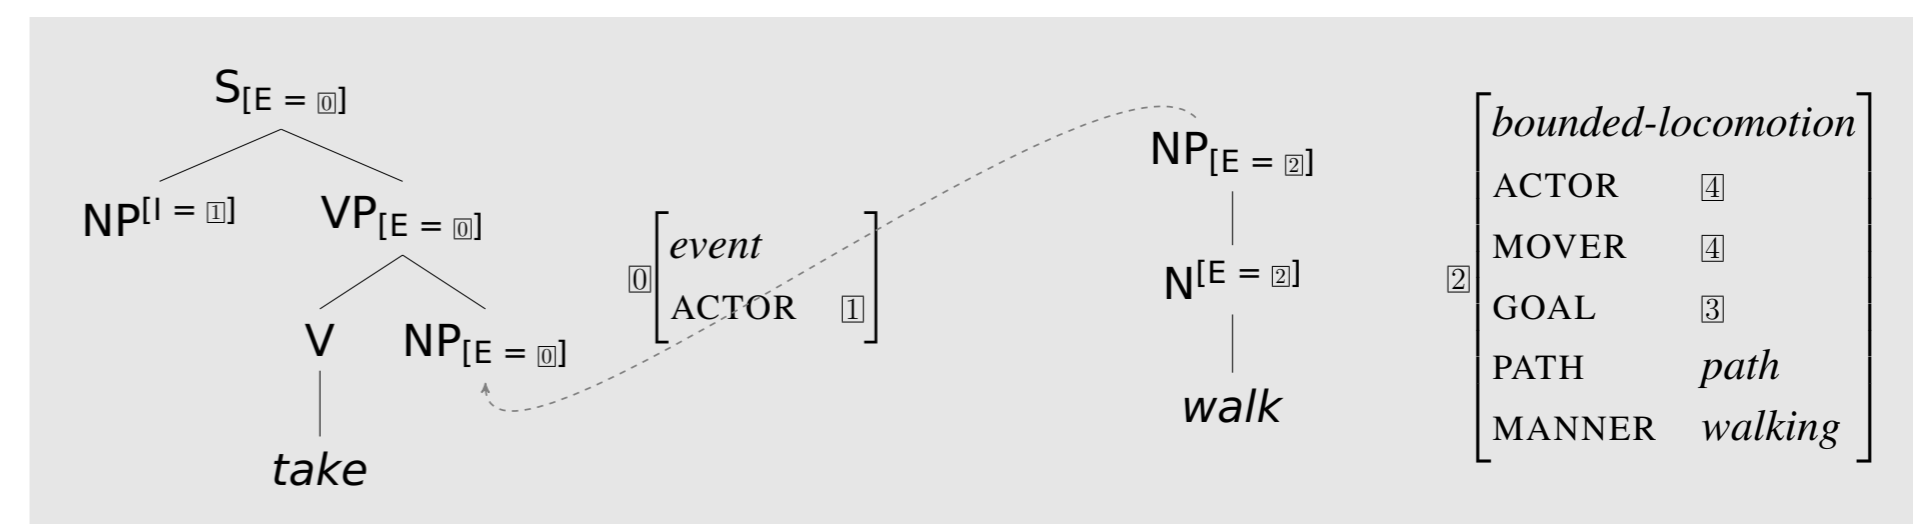 S[E = 0]
NP[I = 1] VP[E = 0]
V NP[E = 0]
take
0 [event
ACTOR 1]
NP[E = 2]
N[E = 2]
walk
2 [bounded-locomotion
ACTOR 4
MOVER 4
GOAL 3
PATH path
MANNER walking]